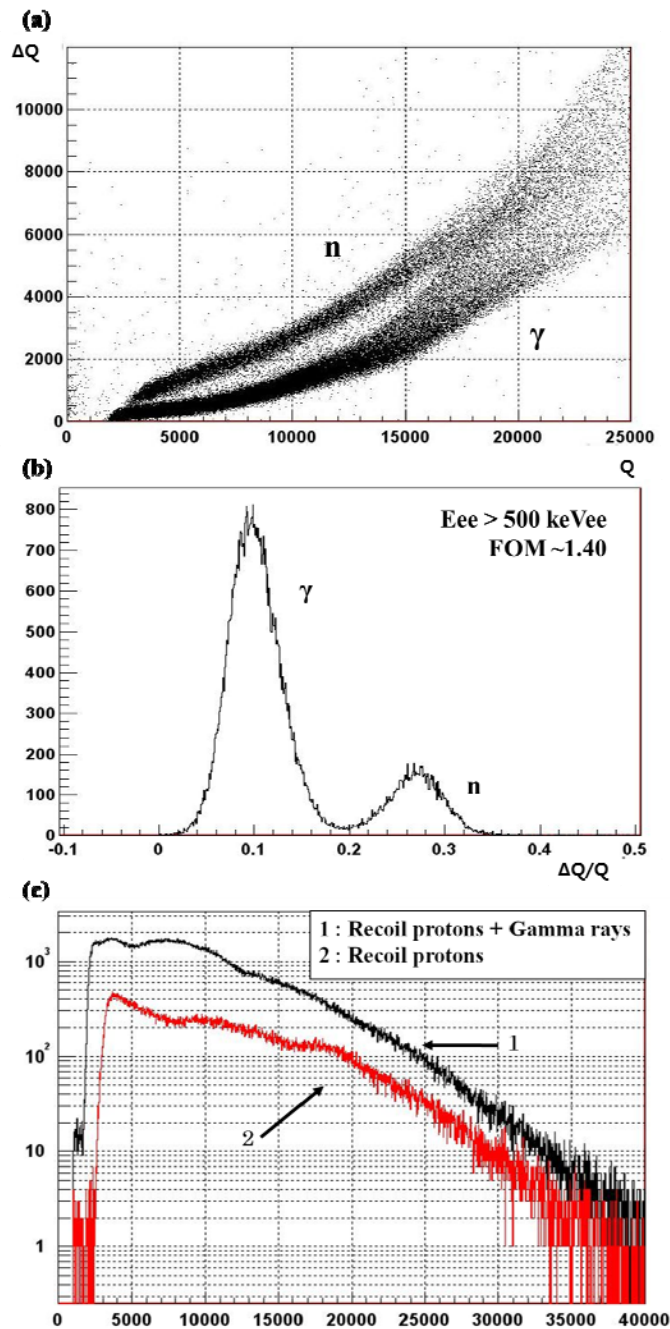 (a)
ΔQ
10000
8000
6000
4000
2000
0
n
γ
0 5000 10000 15000 20000 25000
Q
(b)
800
700
600
500
400
300
200
100
0
Eee > 500 keVee
FOM ~1.40
γ
n
-0.1 0 0.1 0.2 0.3 0.4 0.5
ΔQ/Q
(c)
1 : Recoil protons + Gamma rays
2 : Recoil protons
10³
10²
10
1
1
2
0 5000 10000 15000 20000 25000 30000 35000 40000